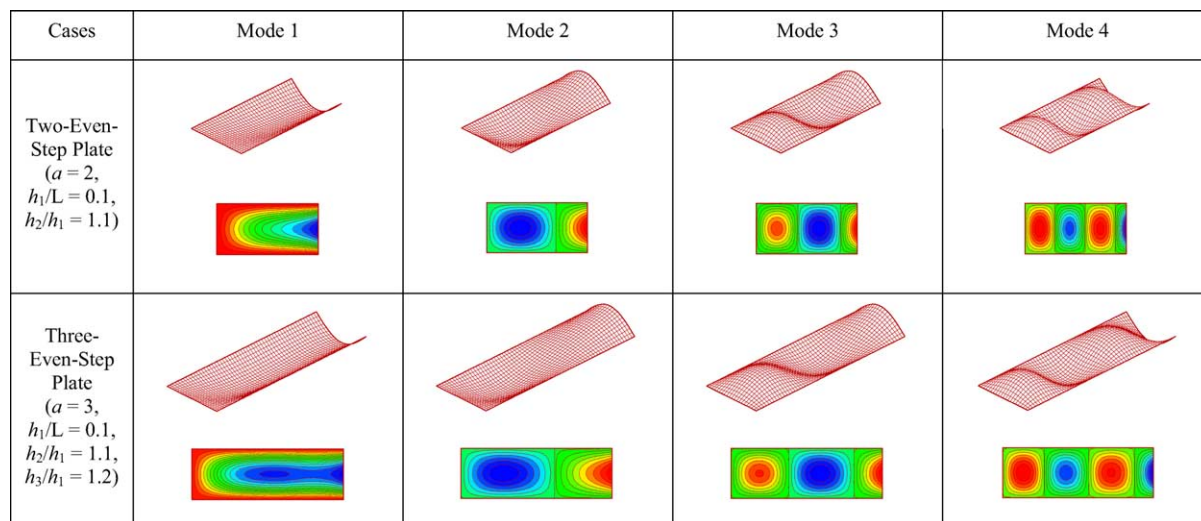 Cases
Mode 1
Mode 2
Mode 3
Mode 4
Two-Even-
Step Plate
(a = 2,
h₁/L = 0.1,
h₂/h₁ = 1.1)
Three-
Even-Step
Plate
(a = 3,
h₁/L = 0.1,
h₂/h₁ = 1.1,
h₃/h₁ = 1.2)